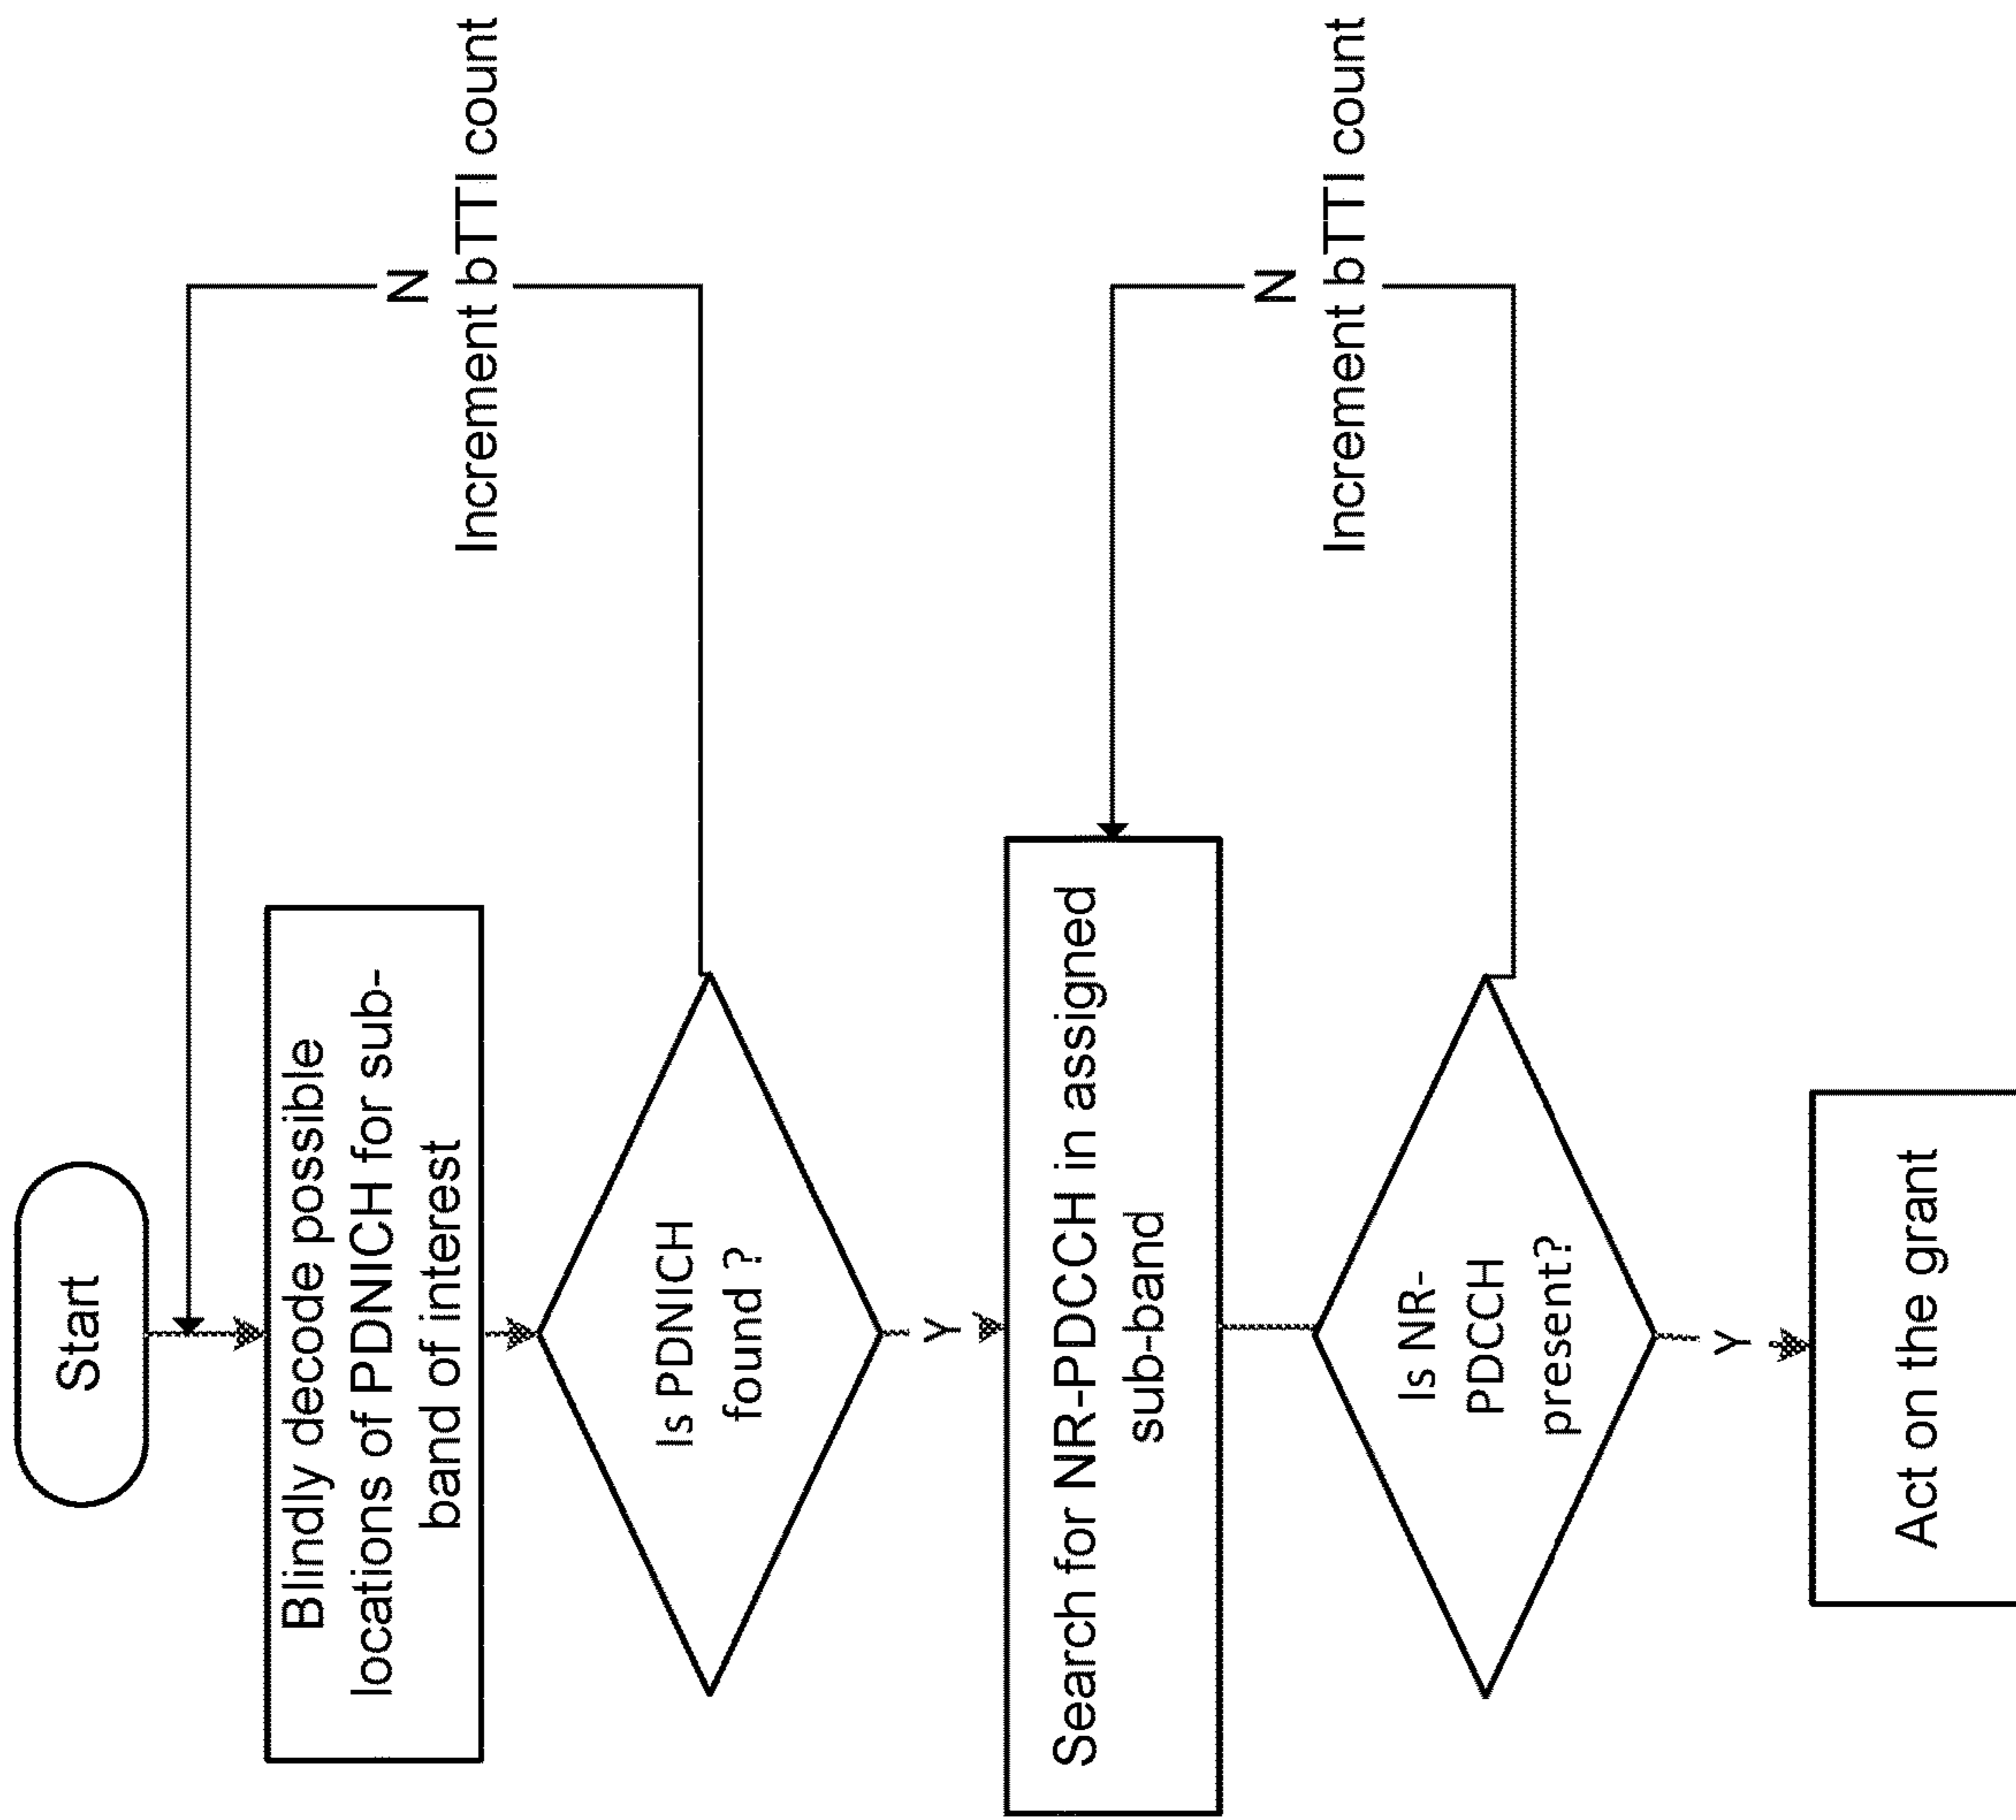 Start
Blindly decode possible
locations of PDNICH for sub-
band of interest
Is PDNICH
found ?
N
Increment bTTI count
Y
Search for NR-PDCCH in assigned
sub-band
Is NR-
PDCCH
present?
N
Increment bTTI count
Y
Act on the grant